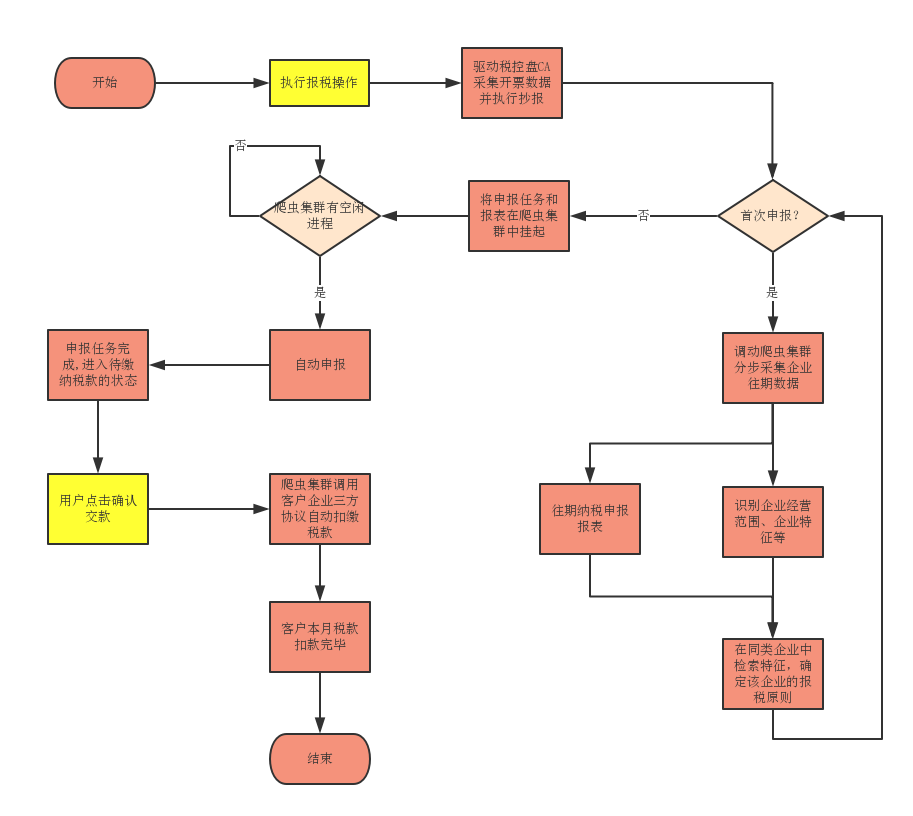 开始
执行报税操作
驱动税控盘CA
采集开票数据
并执行抄报
首次申报？
否
将申报任务和
报表在爬虫集
群中挂起
爬虫集群有空闲
进程
否
是
自动申报
申报任务完
成,进入待缴
纳税款的状态
用户点击确认
交款
爬虫集群调用
客户企业三方
协议自动扣缴
税款
客户本月税款
扣款完毕
结束
是
调动爬虫集群
分步采集企业
往期数据
往期纳税申报
报表
识别企业经营
范围、企业特
征等
在同类企业中
检索特征，确
定该企业的报
税原则